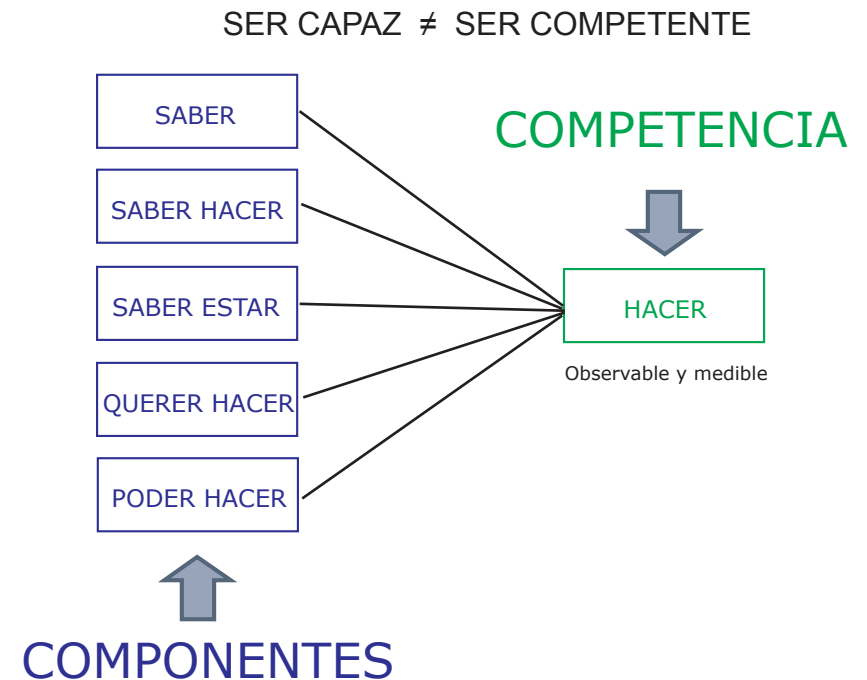 SER CAPAZ ≠ SER COMPETENTE
SABER
SABER HACER
SABER ESTAR
QUERER HACER
PODER HACER
COMPONENTES
COMPETENCIA
HACER
Observable y medible